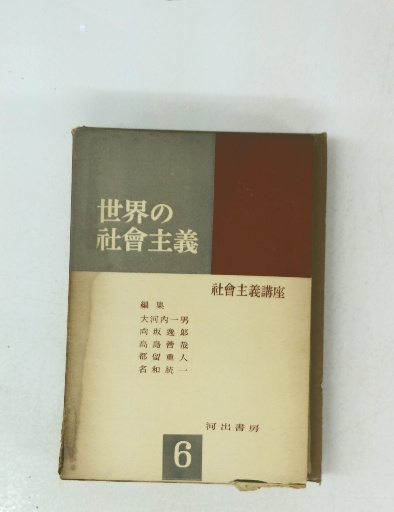 世界の
社會主義
社會主義講座
編集
大河内一男
向坂逸郎
高島善哉
都留重人
名和統一
河出書房
6